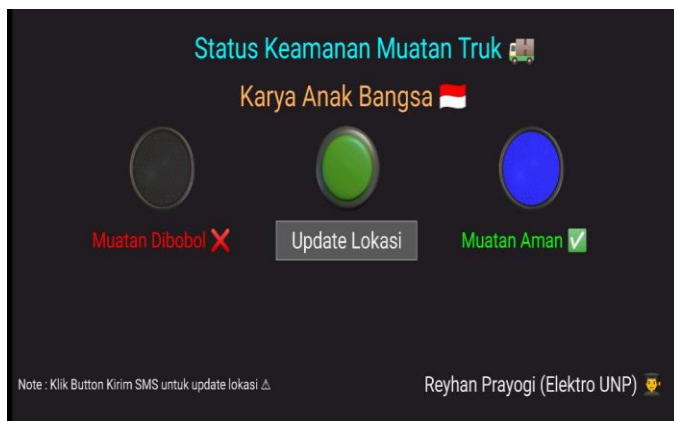 Status Keamanan Muatan Truk 🚚
Karya Anak Bangsa 🇮🇩
Muatan Dibobol ❌
Update Lokasi
Muatan Aman ✅
Note : Klik Button Kirim SMS untuk update lokasi ⚠
Reyhan Prayogi (Elektro UNP) 👨‍🎓